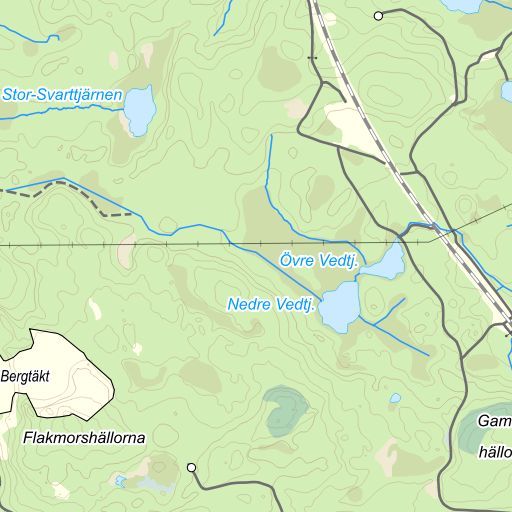 Stor-Svarttjärnen
Övre Vedtj.
Nedre Vedtj.
Bergtäkt
Flakmorshällorna
Gam
hällo